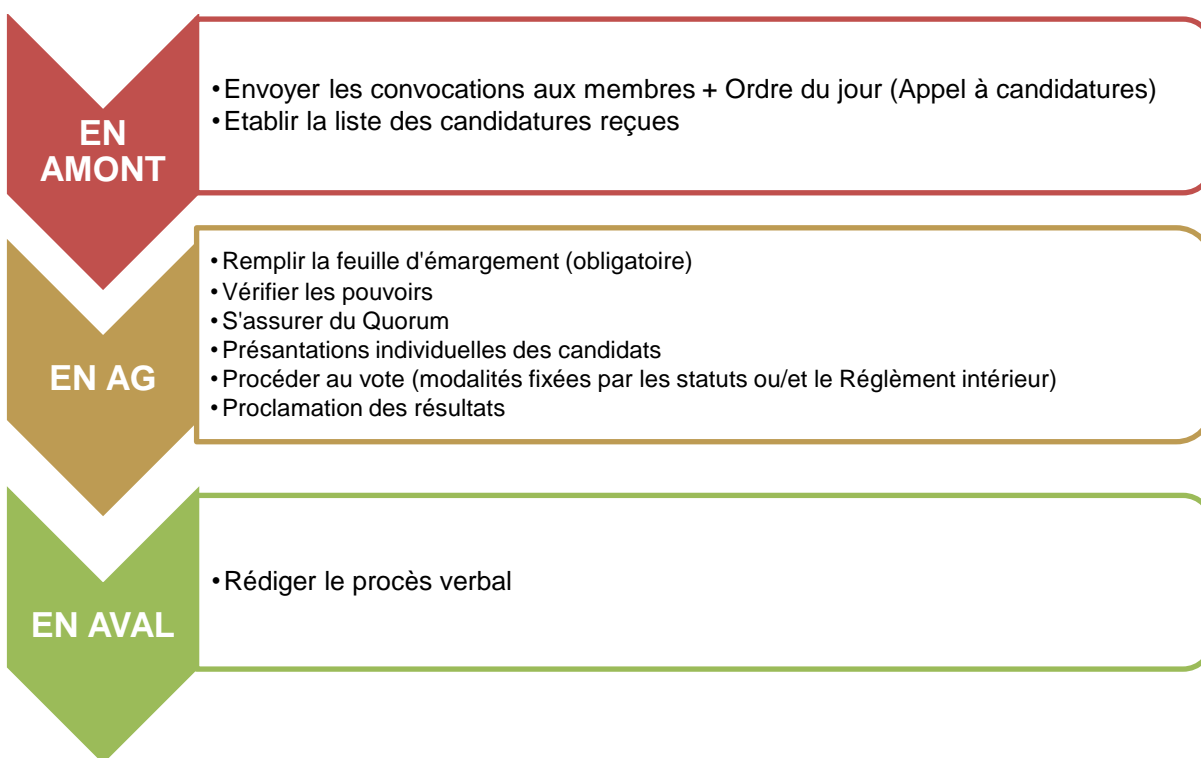 EN
AMONT
•Envoyer les convocations aux membres + Ordre du jour (Appel à candidatures)
•Etablir la liste des candidatures reçues
EN AG
•Remplir la feuille d'émargement (obligatoire)
•Vérifier les pouvoirs
•S'assurer du Quorum
•Présantations individuelles des candidats
•Procéder au vote (modalités fixées par les statuts ou/et le Réglèment intérieur)
•Proclamation des résultats
EN AVAL
•Rédiger le procès verbal